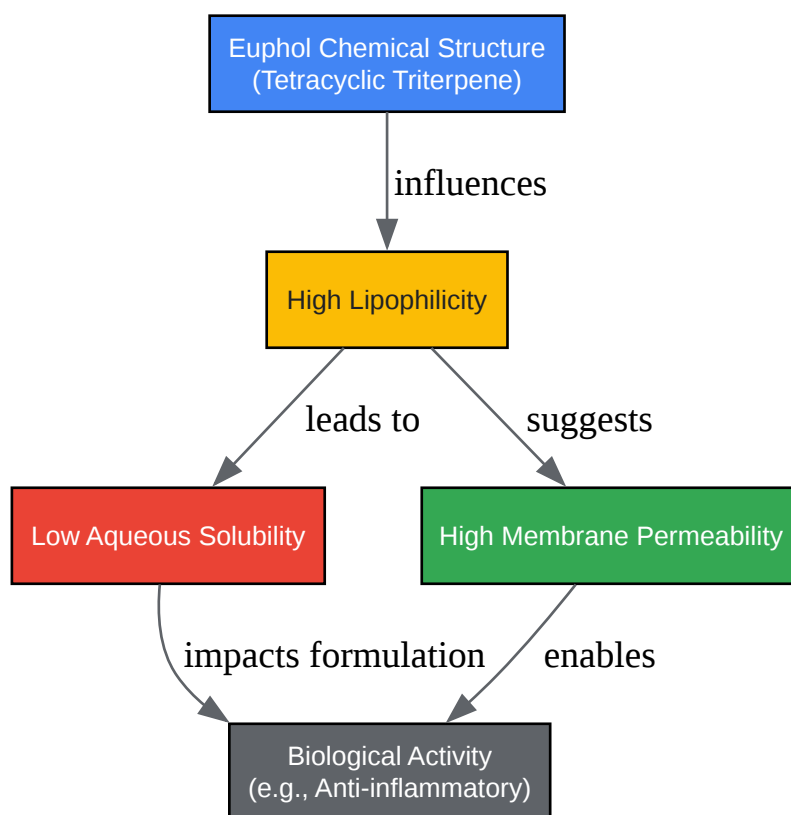 Euphol Chemical Structure
(Tetracyclic Triterpene)
influences
High Lipophilicity
leads to
suggests
Low Aqueous Solubility
High Membrane Permeability
impacts formulation
enables
Biological Activity
(e.g., Anti-inflammatory)